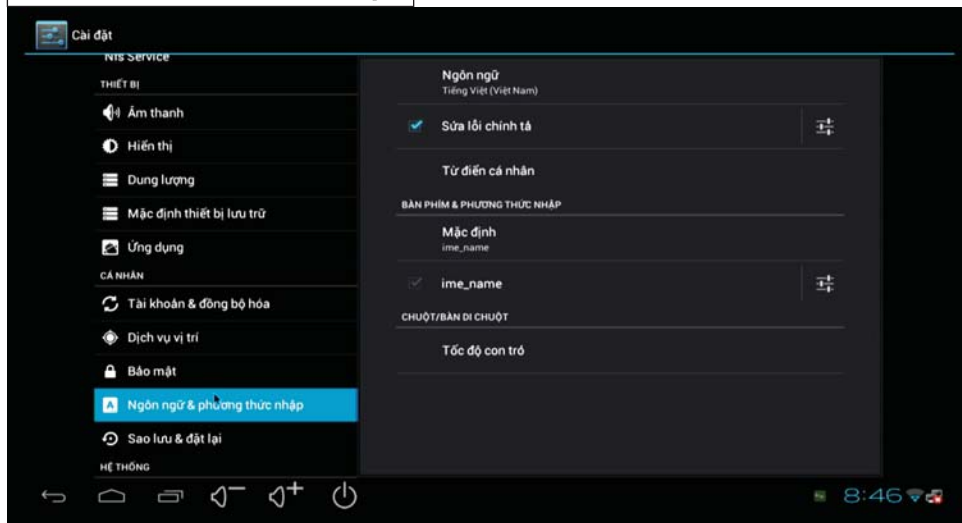 Cài đặt
Nfs Service
THIẾT BỊ
Âm thanh
Hiển thị
Dung lượng
Mặc định thiết bị lưu trữ
Ứng dụng
CÁ NHÂN
Tài khoản & đồng bộ hóa
Dịch vụ vị trí
Bảo mật
Ngôn ngữ & phương thức nhập
Sao lưu & đặt lại
HỆ THỐNG
Ngôn ngữ
Tiếng Việt (Việt Nam)
Sửa lỗi chính tả
Từ điển cá nhân
BÀN PHÍM & PHƯƠNG THỨC NHẬP
Mặc định
ime_name
ime_name
CHUỘT/BÀN DI CHUỘT
Tốc độ con trỏ
8:46